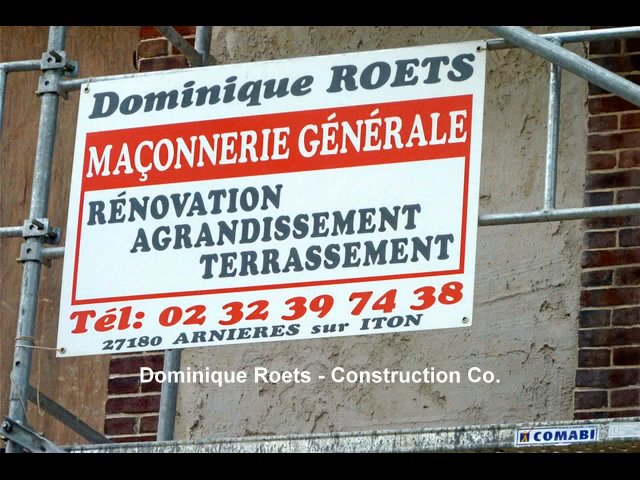 Dominique ROETS
MAÇONNERIE GÉNÉRALE
RÉNOVATION
AGRANDISSEMENT
TERRASSEMENT
Tél: 02 32 39 74 38
27180 ARNIERES sur ITON
Dominique Roets - Construction Co.
COMABI